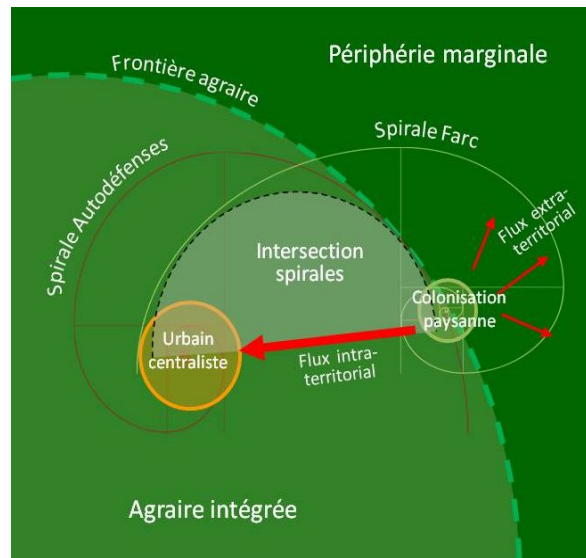 Périphérie marginale
Frontière agraire
Spirale Farc
Spirale Autodéfenses
Flux extra-
territorial
Intersection
spirales
Colonisation
paysanne
Urbain
centraliste
Flux intra-
territorial
Agraire intégrée